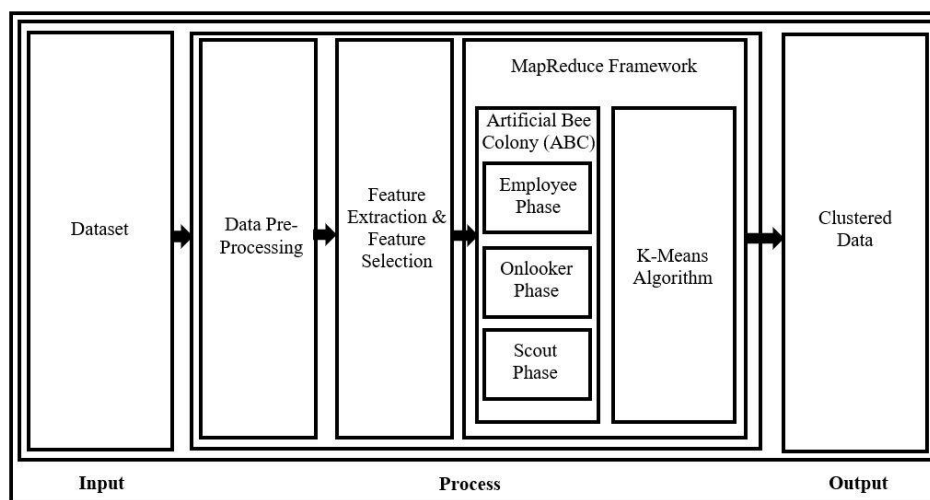 Dataset
Data Pre-
Processing
Feature
Extraction &
Feature
Selection
MapReduce Framework
Artificial Bee
Colony (ABC)
Employee
Phase
Onlooker
Phase
Scout
Phase
K-Means
Algorithm
Clustered
Data
Input
Process
Output